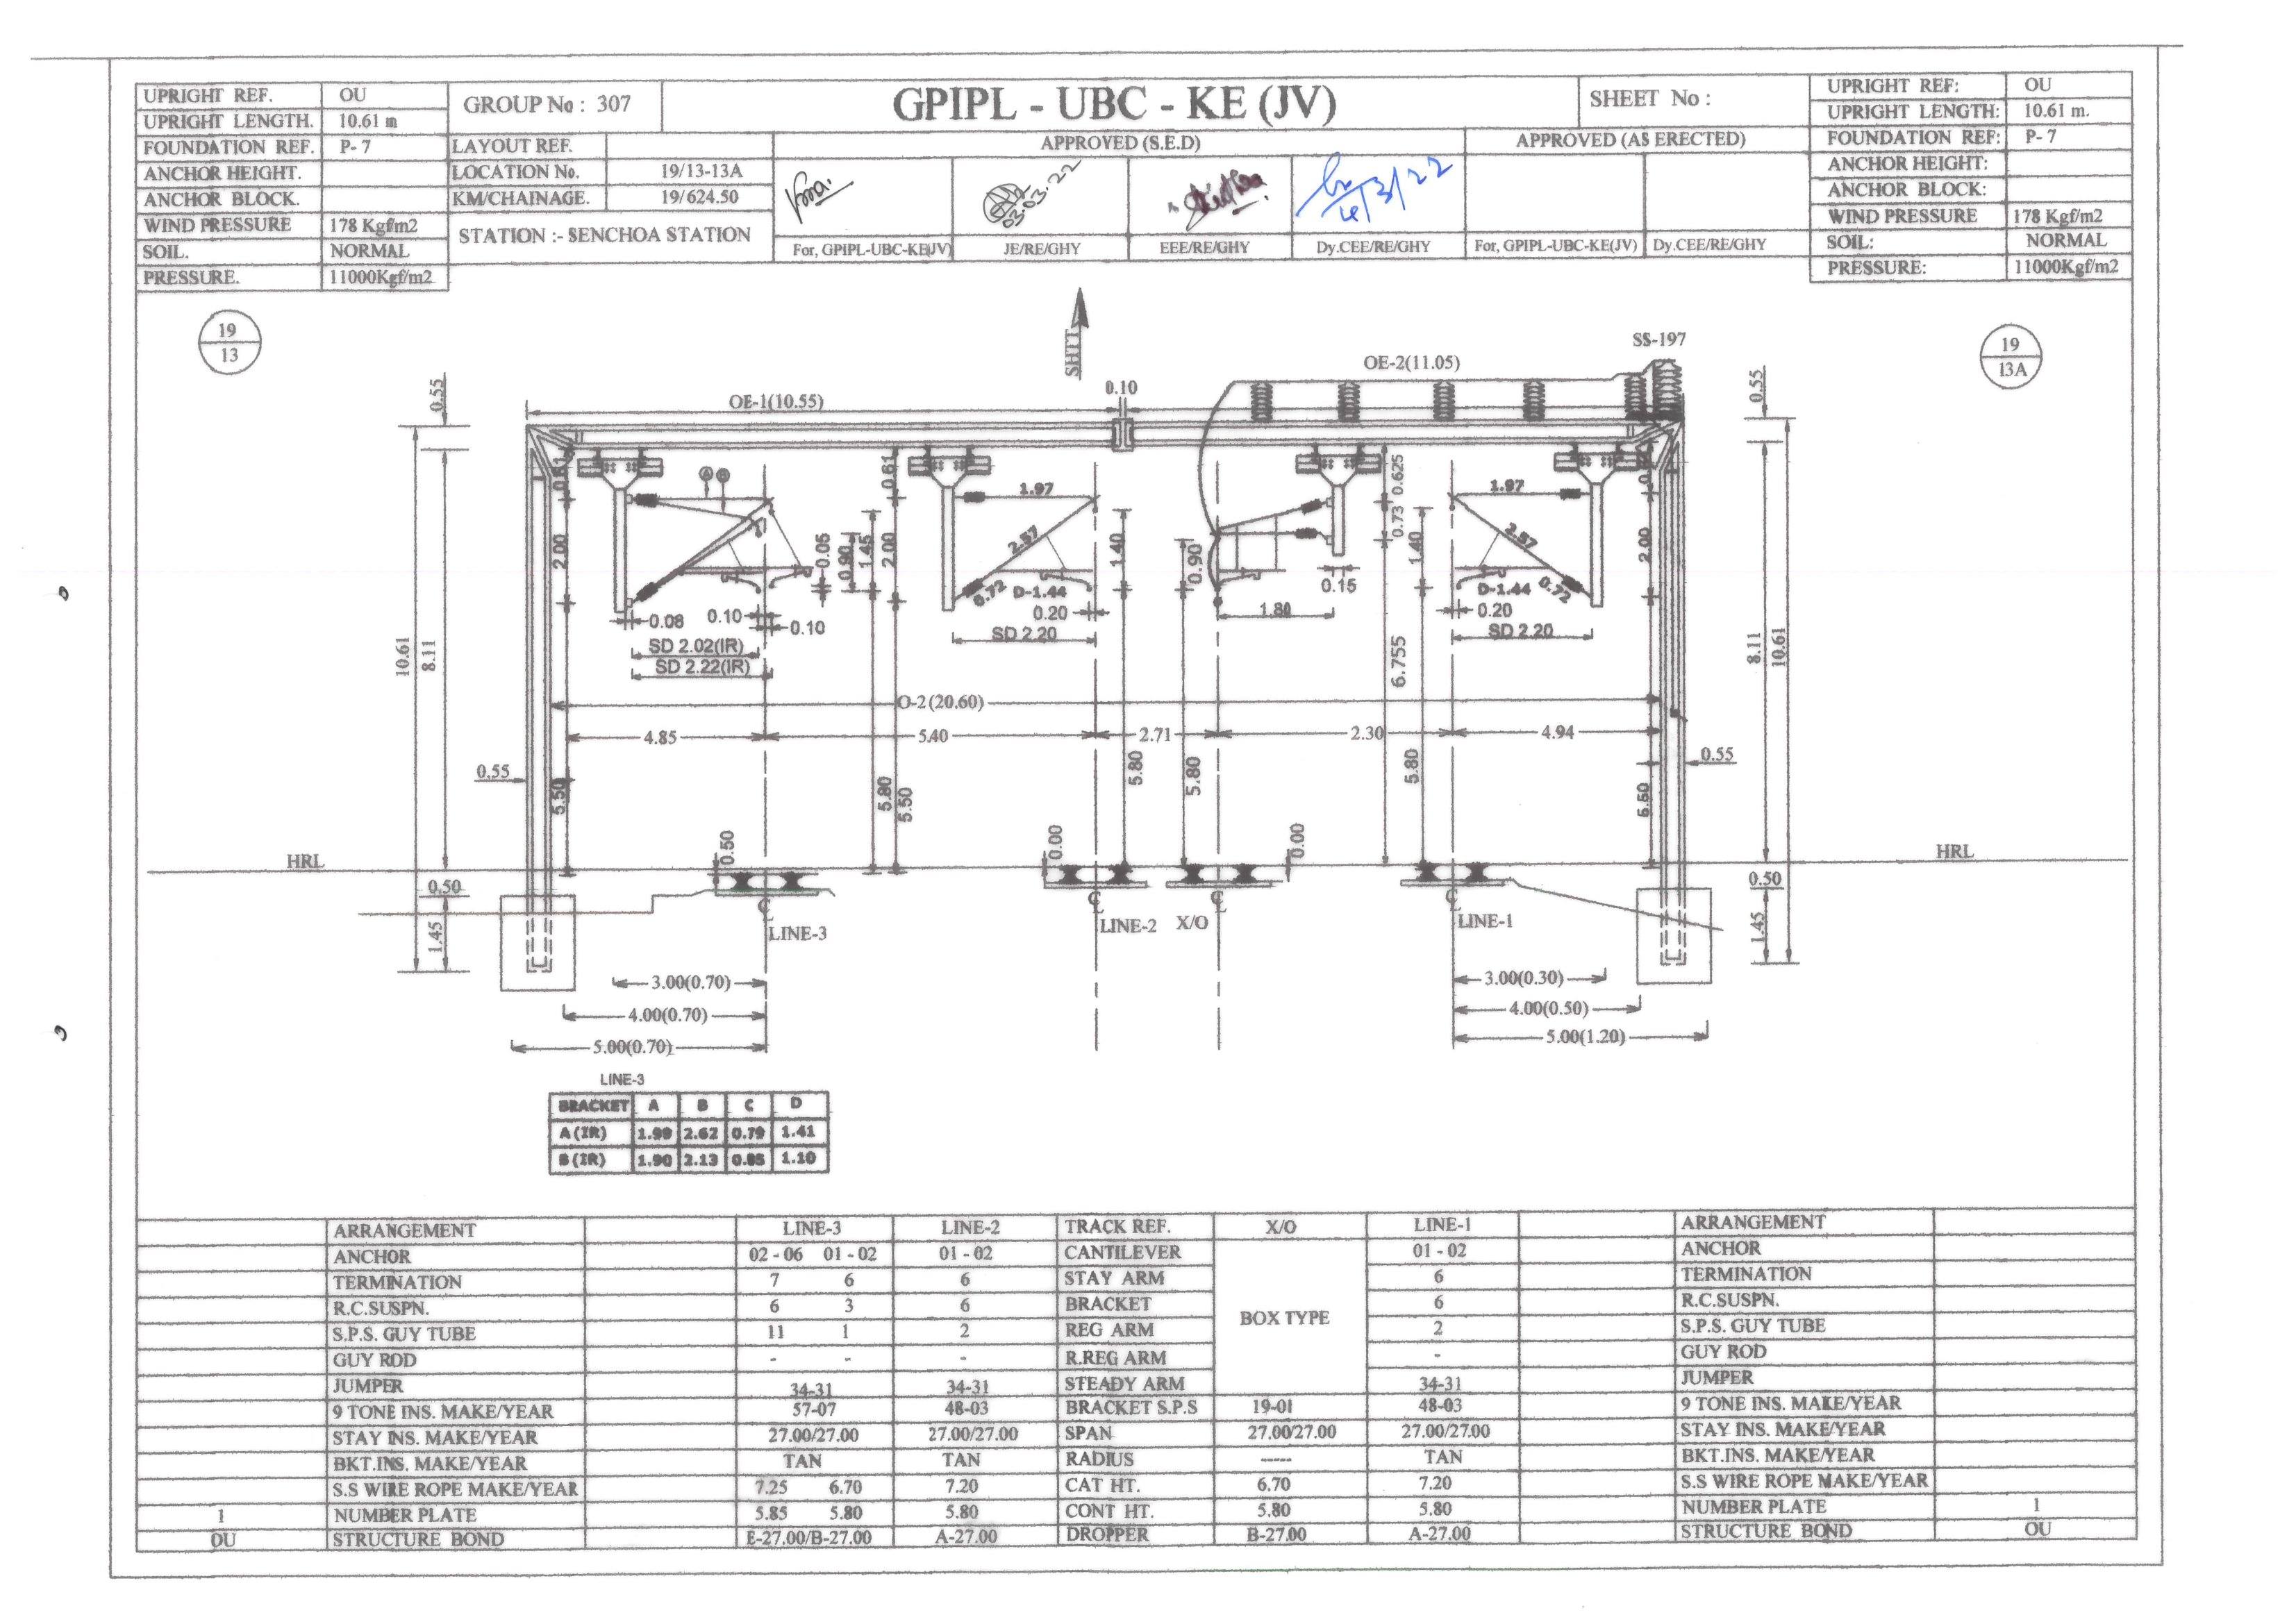 UPRIGHT REF. OU
UPRIGHT LENGTH. 10.61 m
FOUNDATION REF. P- 7
ANCHOR HEIGHT.
ANCHOR BLOCK.
WIND PRESSURE 178 Kgf/m2
SOIL. NORMAL
PRESSURE. 11000Kgf/m2
GROUP No : 307
LAYOUT REF.
LOCATION No. 19/13-13A
KM/CHAINAGE. 19/624.50
STATION :- SENCHOA STATION
GPIPL - UBC - KE (JV)
SHEET No :
APPROVED (S.E.D)
APPROVED (AS ERECTED)
03.03.22
For, GPIPL-UBC-KE(JV) JE/RE/GHY EEE/RE/GHY Dy.CEE/RE/GHY For, GPIPL-UBC-KE(JV) Dy.CEE/RE/GHY
UPRIGHT REF: OU
UPRIGHT LENGTH: 10.61 m.
FOUNDATION REF: P- 7
ANCHOR HEIGHT:
ANCHOR BLOCK:
WIND PRESSURE 178 Kgf/m2
SOIL: NORMAL
PRESSURE: 11000Kgf/m2
19
13
SHTT
SS-197
19
13A
OE-1(10.55)
0.10
OE-2(11.05)
0.55
0.55
0.61
A B
0.61
1.97
0.625
0.73
1.97
2.00
0.05
0.90
1.45
2.00
2.57
1.40
0.90
0.15
1.40
2.57
2.00
0.72 D-1.44
D-1.44 0.72
0.08 0.10 0.10
0.20
1.80
0.20
SD 2.02(IR)
SD 2.22(IR)
SD 2.20
SD 2.20
10.61
8.11
6.755
8.11
10.61
O-2 (20.60)
4.85 5.40 2.71 2.30 4.94
0.55
0.55
5.50
5.80
5.50
5.80
5.80
5.80
5.50
HRL
0.50
0.00
0.00
HRL
0.50
0.50
1.45
1.45
LINE-3
LINE-2
X/O
LINE-1
3.00(0.70)
4.00(0.70)
5.00(0.70)
3.00(0.30)
4.00(0.50)
5.00(1.20)
LINE-3
BRACKET A B C D
A (IR) 1.99 2.62 0.79 1.41
B (IR) 1.90 2.13 0.85 1.10
ARRANGEMENT LINE-3 LINE-2 TRACK REF. X/O LINE-1 ARRANGEMENT
ANCHOR 02 - 06 01 - 02 01 - 02 CANTILEVER 01 - 02 ANCHOR
TERMINATION 7 6 6 STAY ARM 6 TERMINATION
R.C.SUSPN. 6 3 6 BRACKET BOX TYPE 6 R.C.SUSPN.
S.P.S. GUY TUBE 11 1 2 REG ARM 2 S.P.S. GUY TUBE
GUY ROD - - - R.REG ARM - GUY ROD
JUMPER 34-31 34-31 STEADY ARM 34-31 JUMPER
9 TONE INS. MAKE/YEAR 57-07 48-03 BRACKET S.P.S 19-01 48-03 9 TONE INS. MAKE/YEAR
STAY INS. MAKE/YEAR 27.00/27.00 27.00/27.00 SPAN 27.00/27.00 27.00/27.00 STAY INS. MAKE/YEAR
BKT.INS. MAKE/YEAR TAN TAN RADIUS ----- TAN BKT.INS. MAKE/YEAR
S.S WIRE ROPE MAKE/YEAR 7.25 6.70 7.20 CAT HT. 6.70 7.20 S.S WIRE ROPE MAKE/YEAR
1 NUMBER PLATE 5.85 5.80 5.80 CONT HT. 5.80 5.80 NUMBER PLATE 1
OU STRUCTURE BOND E-27.00/B-27.00 A-27.00 DROPPER B-27.00 A-27.00 STRUCTURE BOND OU